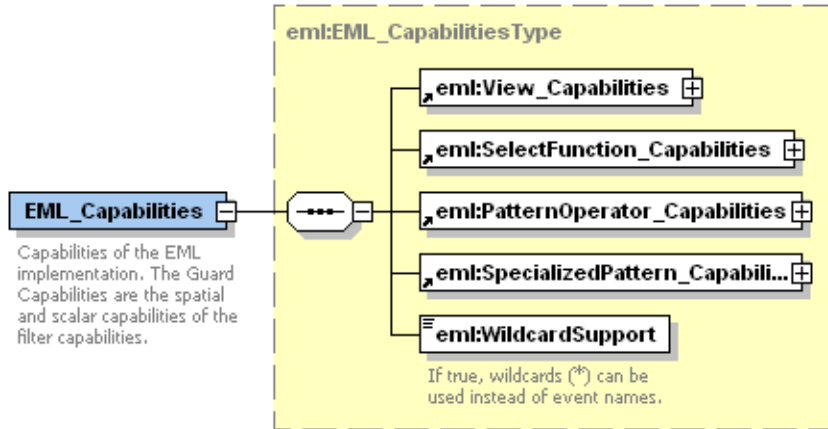 eml:EML_CapabilitiesType
eml:View_Capabilities
eml:SelectFunction_Capabilities
EML_Capabilities
eml:PatternOperator_Capabilities
Capabilities of the EML
implementation. The Guard
Capabilities are the spatial
and scalar capabilities of the
filter capabilities.
eml:SpecializedPattern_Capabili...
eml:WildcardSupport
If true, wildcards (*) can be
used instead of event names.